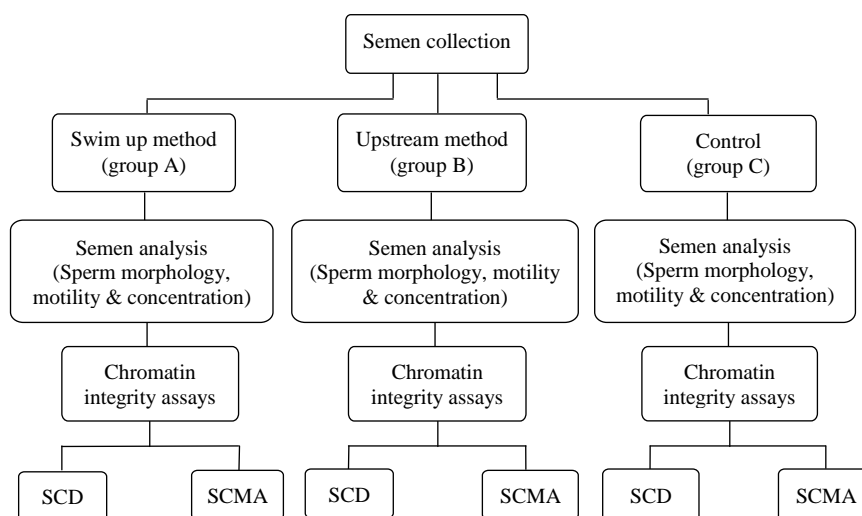 Semen collection
Swim up method
(group A)
Upstream method
(group B)
Control
(group C)
Semen analysis
(Sperm morphology,
motility & concentration)
Semen analysis
(Sperm morphology, motility
& concentration)
Semen analysis
(Sperm morphology,
motility & concentration)
Chromatin
integrity assays
Chromatin
integrity assays
Chromatin
integrity assays
SCD
SCMA
SCD
SCMA
SCD
SCMA